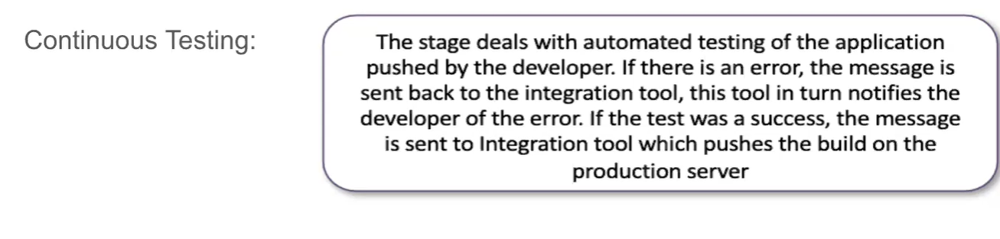 Continuous Testing:
The stage deals with automated testing of the application
pushed by the developer. If there is an error, the message is
sent back to the integration tool, this tool in turn notifies the
developer of the error. If the test was a success, the message
is sent to Integration tool which pushes the build on the
production server